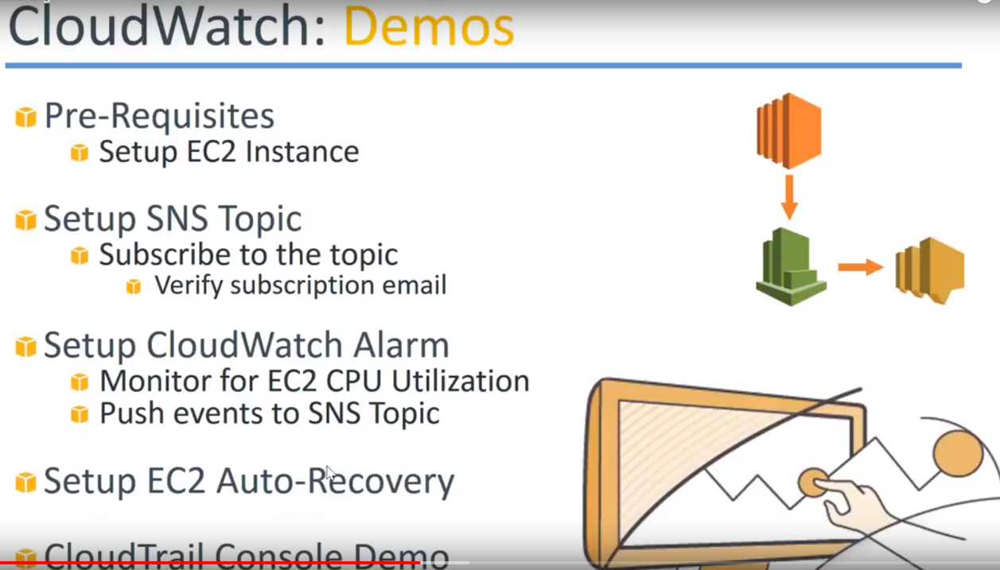 CloudWatch: Demos
Pre-Requisites
Setup EC2 Instance
Setup SNS Topic
Subscribe to the topic
Verify subscription email
Setup CloudWatch Alarm
Monitor for EC2 CPU Utilization
Push events to SNS Topic
Setup EC2 Auto-Recovery
CloudTrail Console Demo